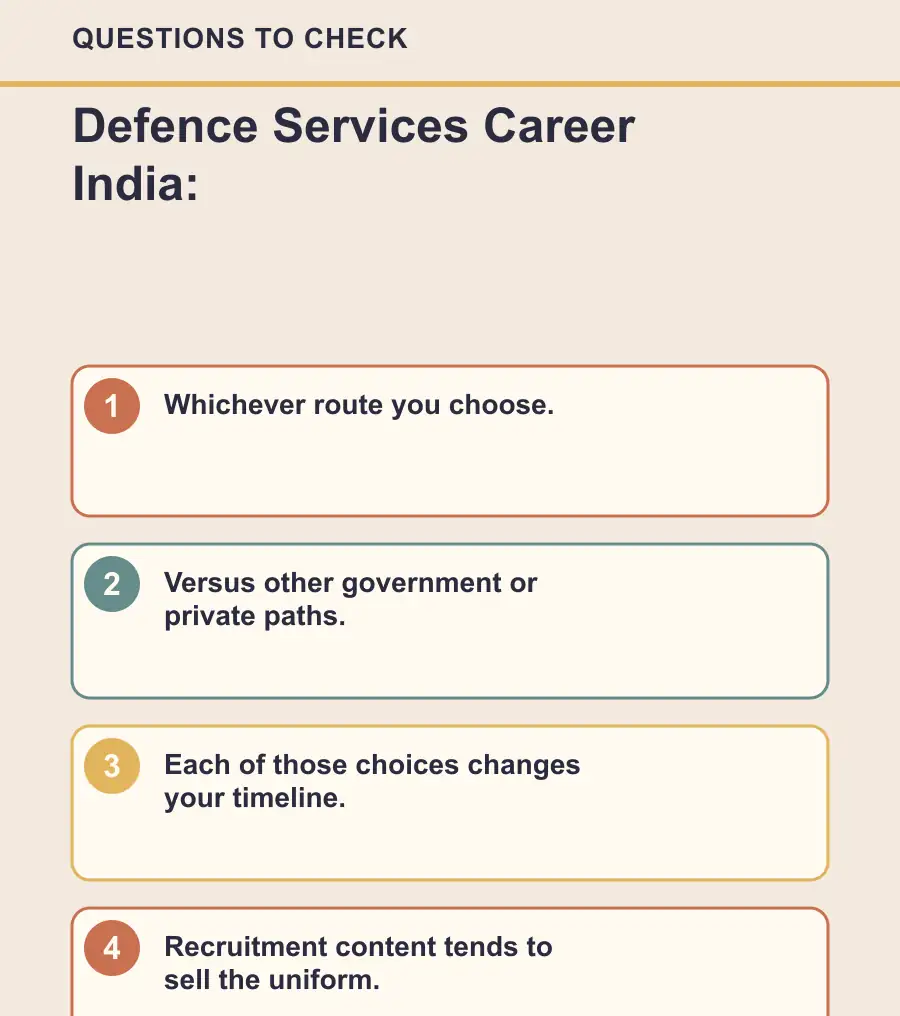 QUESTIONS TO CHECK
Defence Services Career
India:
1
Whichever route you choose.
2
Versus other government or
private paths.
3
Each of those choices changes
your timeline.
4
Recruitment content tends to
sell the uniform.